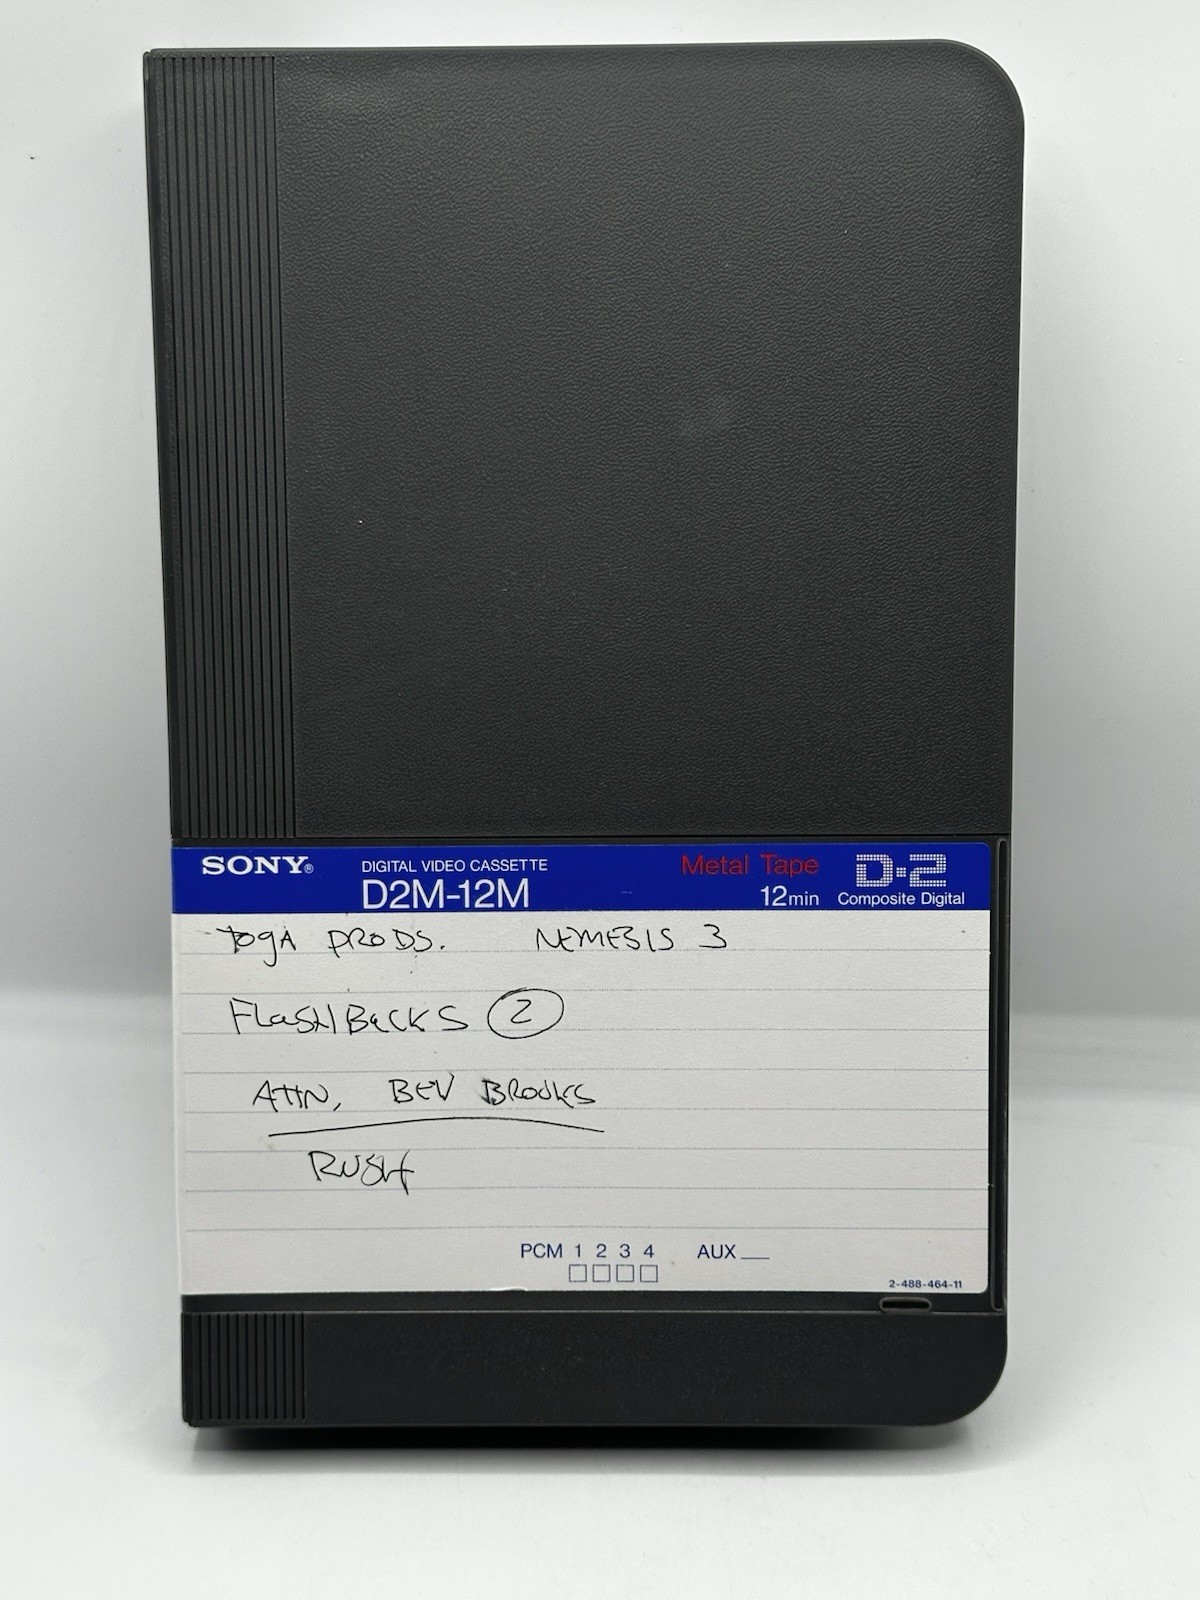 SONY® DIGITAL VIDEO CASSETTE Metal Tape D-2
D2M-12M 12min Composite Digital
Toga PRODS. NEMESIS 3
FLaSHBacKS 2
ATTN, BEV BROOKS
RUSH
PCM 1 2 3 4 AUX
2-488-464-11